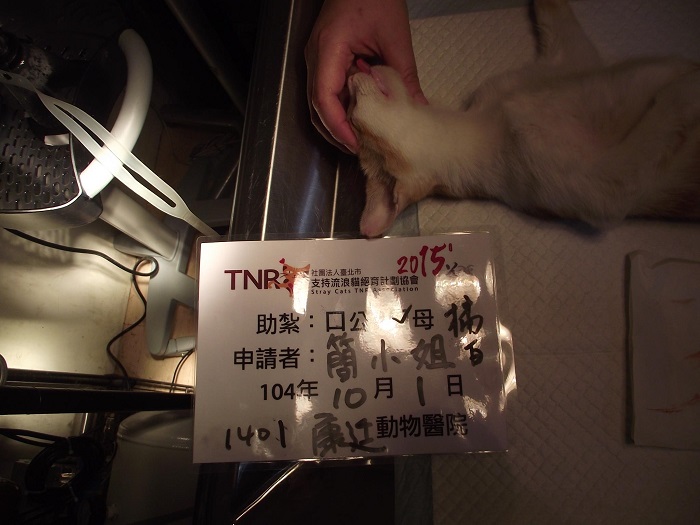 TNR 社團法人臺北市 2015'
支持流浪貓絕育計劃協會
Stray Cats TNR Association
助紮：口公 ✓母 橘白
申請者：簡小姐
104年10月1日
1401 康廷動物醫院